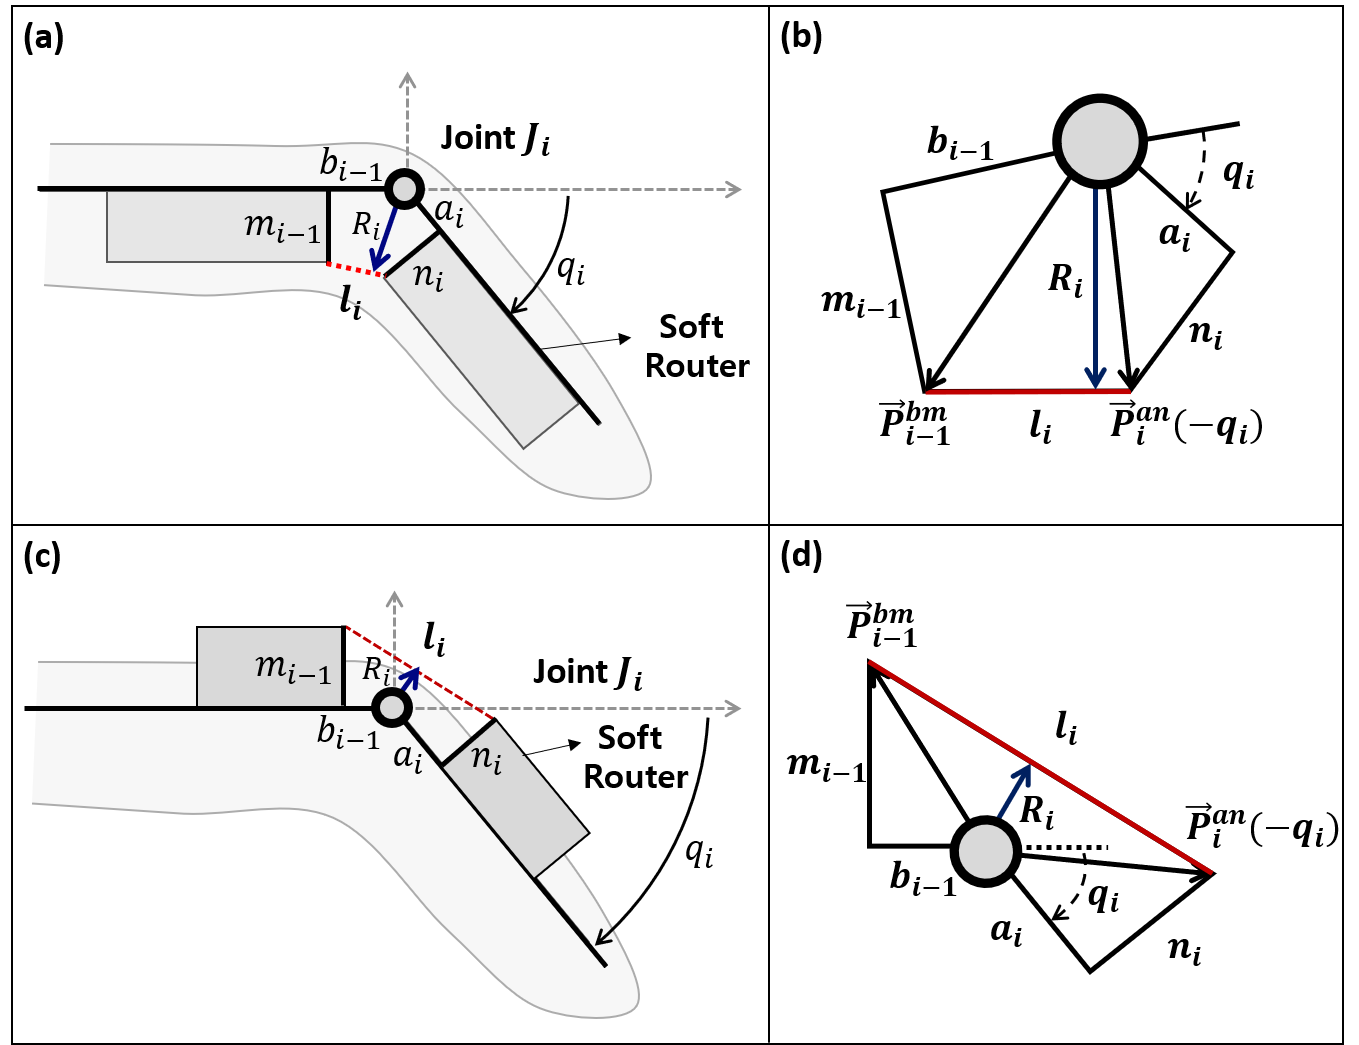 (a)
Joint J_i
b_{i−1}
m_{i−1}
R_i
a_i
n_i
q_i
l_i
Soft
Router
(b)
b_{i−1}
q_i
a_i
R_i
m_{i−1}
n_i
\vec{P}_{i−1}^{bm}
l_i
\vec{P}_i^{an}(−q_i)
(c)
l_i
m_{i−1}
R_i
Joint J_i
b_{i−1}
a_i
n_i
Soft
Router
q_i
(d)
\vec{P}_{i−1}^{bm}
l_i
m_{i−1}
R_i
\vec{P}_i^{an}(−q_i)
b_{i−1}
q_i
a_i
n_i